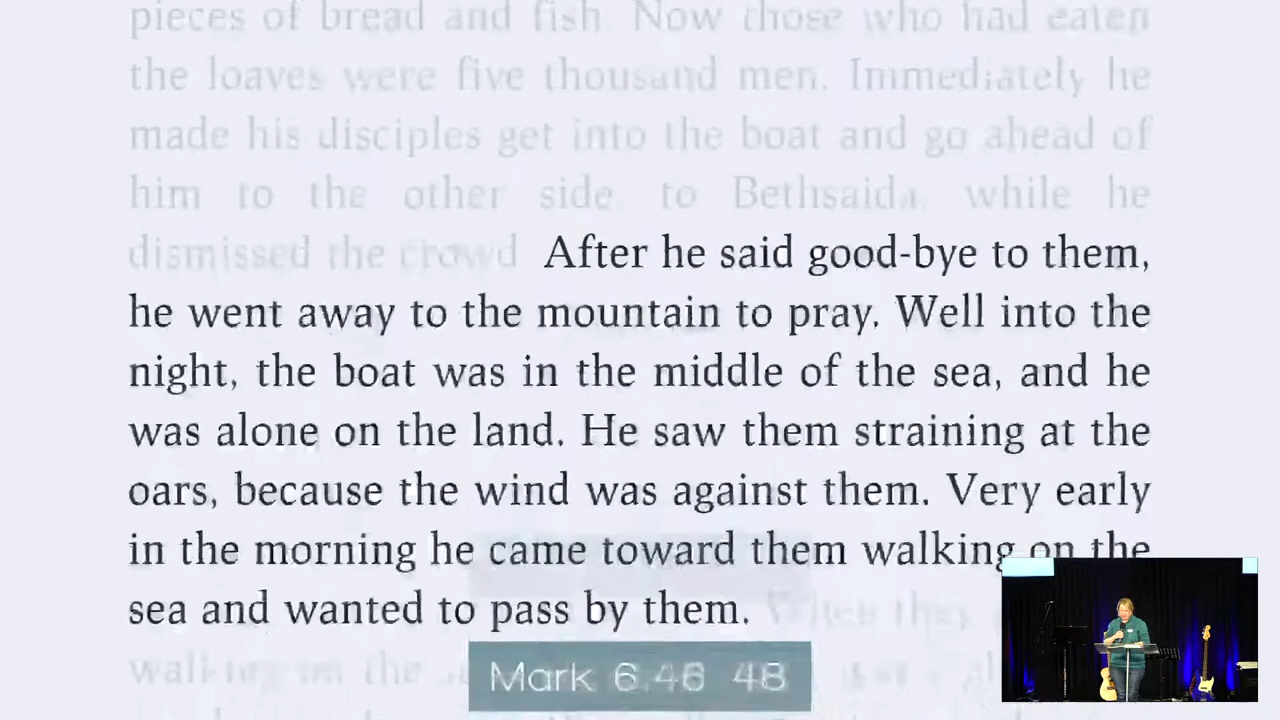 pieces of bread and fish. Now those who had eaten
the loaves were five thousand men. Immediately he
made his disciples get into the boat and go ahead of
him to the other side, to Bethsaida, while he
dismissed the crowd After he said good-bye to them,
he went away to the mountain to pray. Well into the
night, the boat was in the middle of the sea, and he
was alone on the land. He saw them straining at the
oars, because the wind was against them. Very early
in the morning he came toward them walking on the
sea and wanted to pass by them. When they
walking on the
Mark 6.46 48